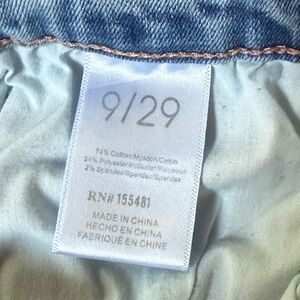 9/29
74% Cotton/Algodón/Coton
24% Polyester/Poliéster/Polyester
2% Spandex/Spandex/Spandex
RN# 155481
MADE IN CHINA
HECHO EN CHINA
FABRIQUÉ EN CHINE